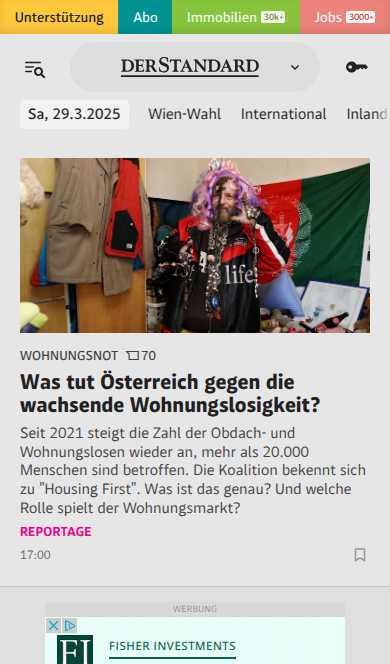 Unterstützung
Abo
Immobilien 30k+
Jobs 3000+
DERSTANDARD
Sa, 29.3.2025
Wien-Wahl
International
Inland
life
WOHNUNGSNOT 70
Was tut Österreich gegen die
wachsende Wohnungslosigkeit?
Seit 2021 steigt die Zahl der Obdach- und
Wohnungslosen wieder an, mehr als 20.000
Menschen sind betroffen. Die Koalition bekennt sich
zu "Housing First". Was ist das genau? Und welche
Rolle spielt der Wohnungsmarkt?
REPORTAGE
17:00
WERBUNG
FI
FISHER INVESTMENTS